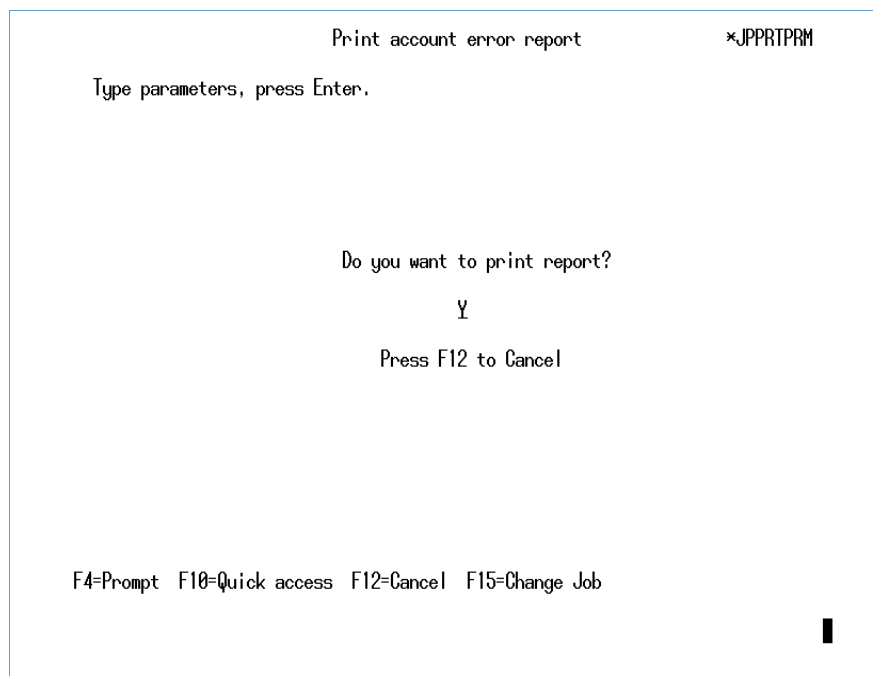 Print account error report *JPPRTPRM
Type parameters, press Enter.
Do you want to print report?
Y
Press F12 to Cancel
F4=Prompt F10=Quick access F12=Cancel F15=Change Job